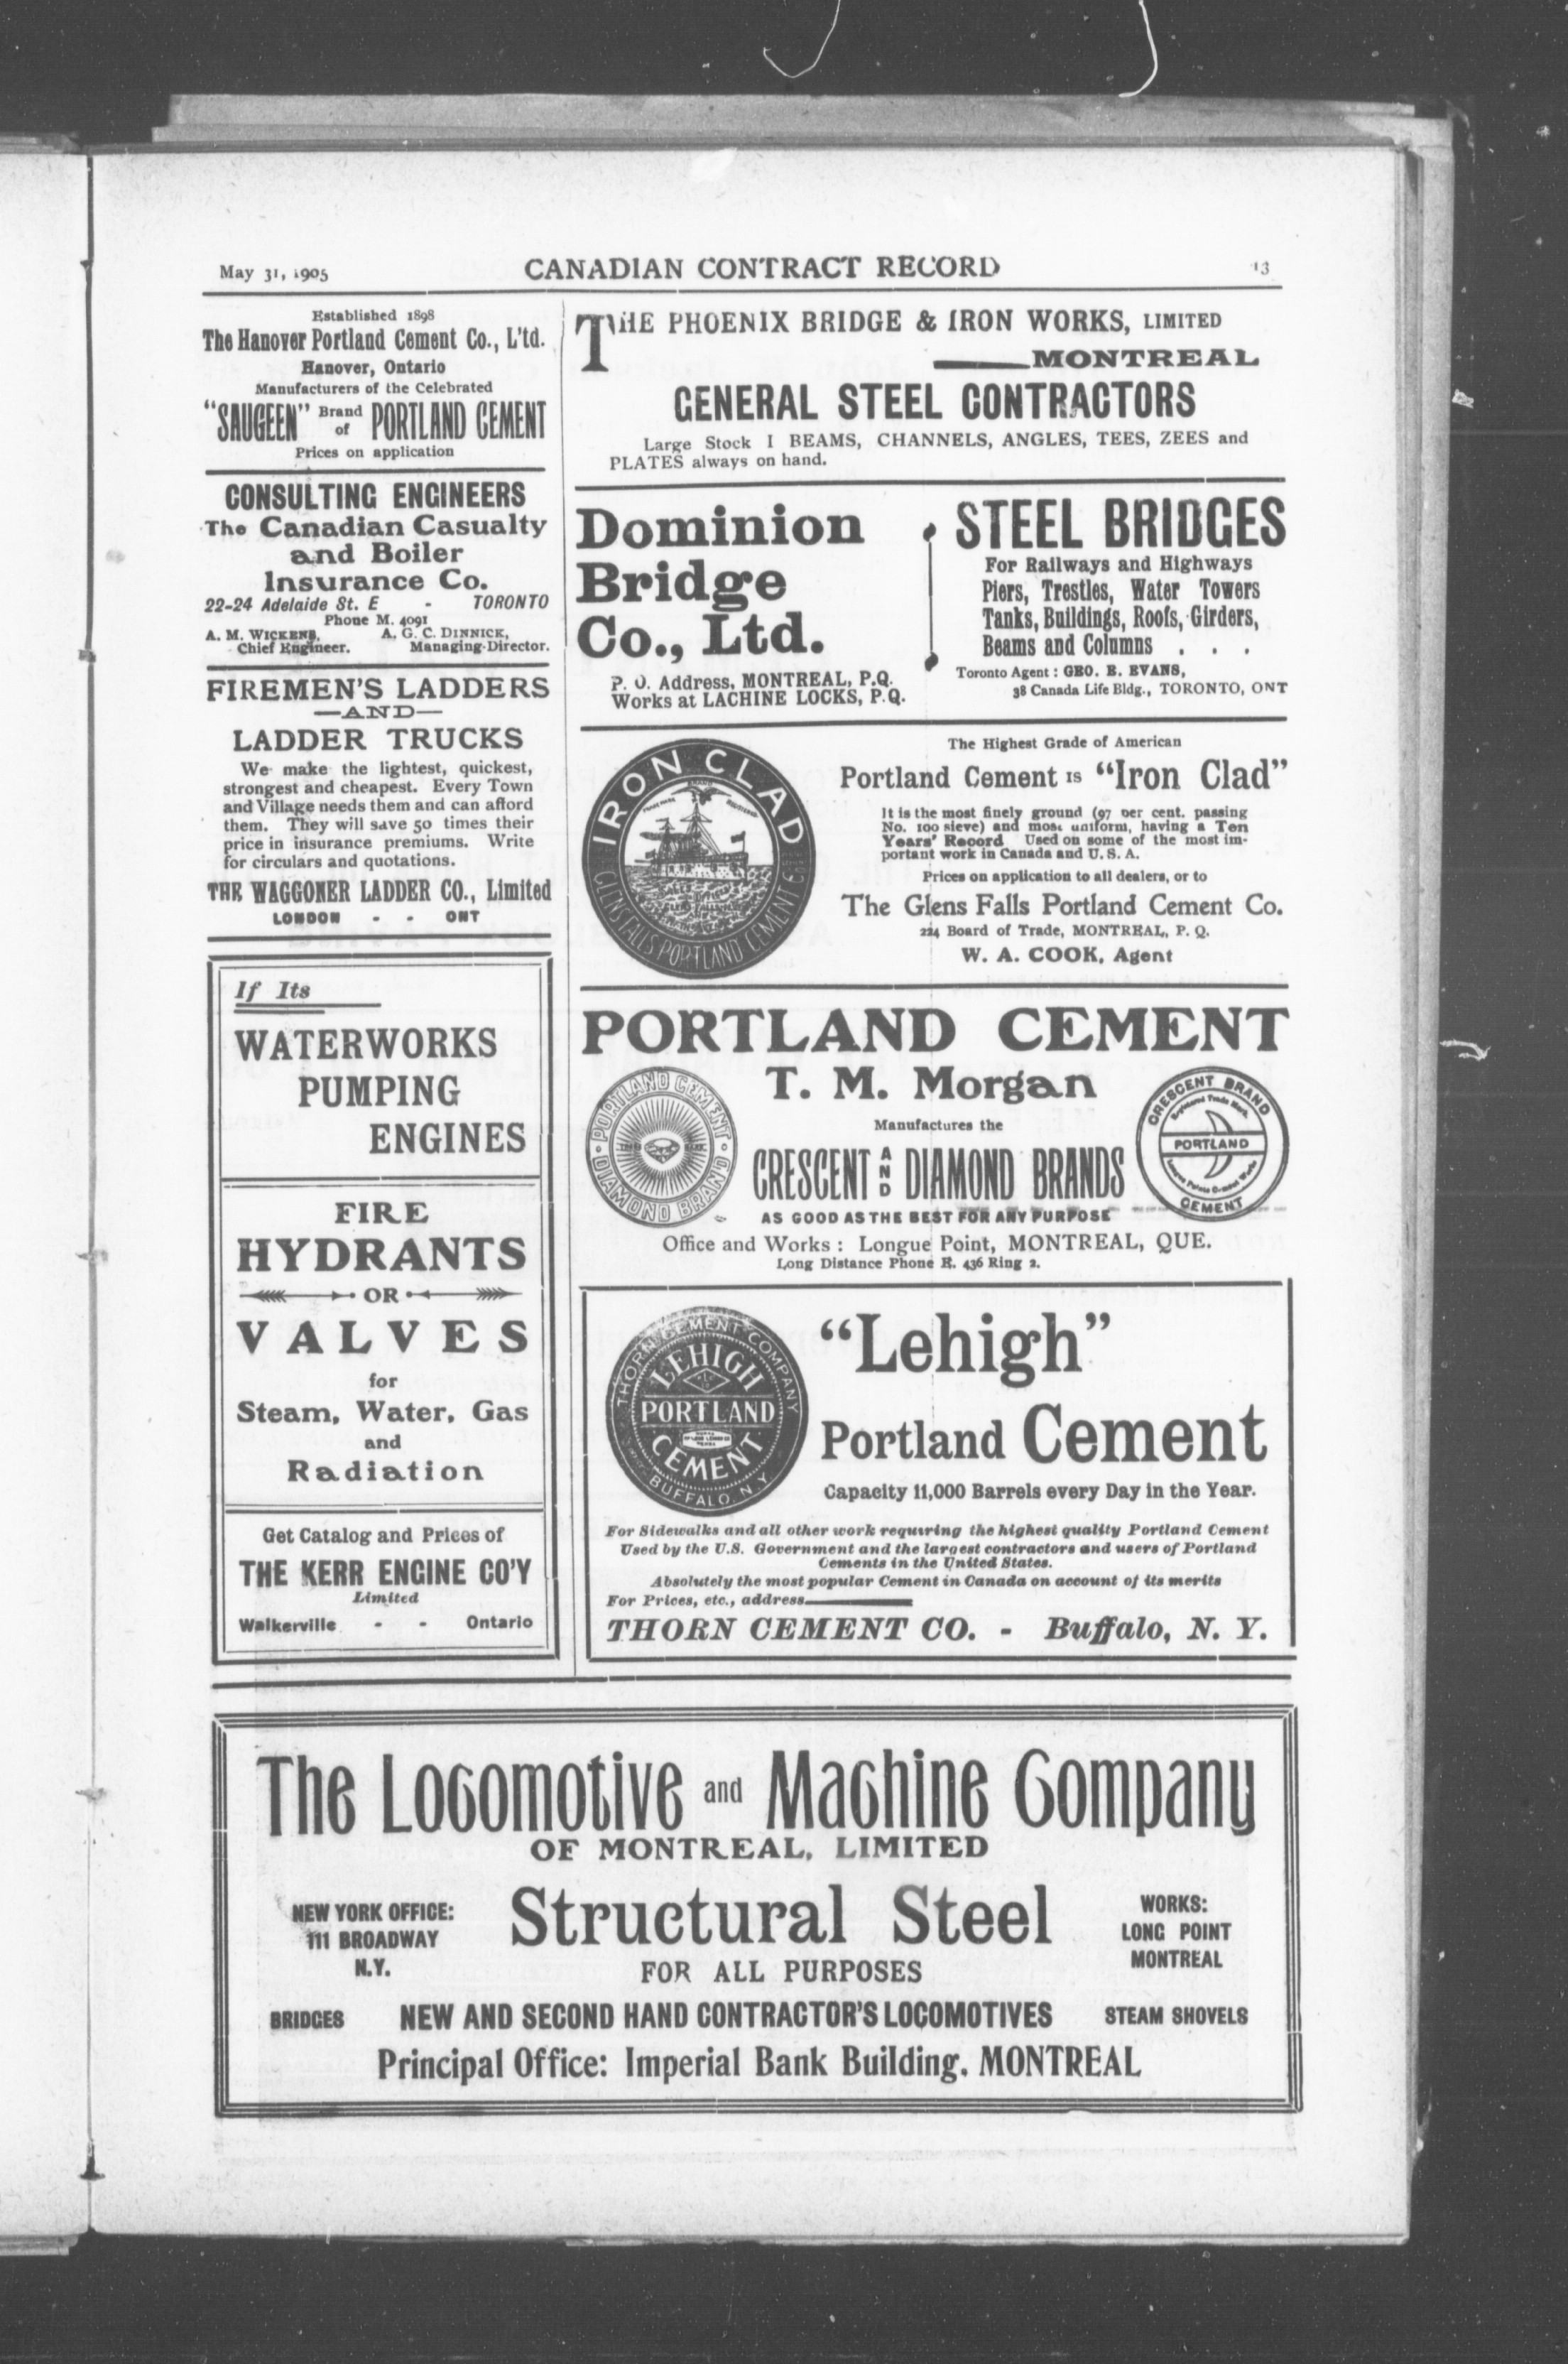 May 31, 1905
CANADIAN CONTRACT RECORD
13
Established 1898
The Hanover Portland Cement Co., L'td.
Hanover, Ontario
Manufacturers of the Celebrated
"SAUGEEN" Brand of PORTLAND CEMENT
Prices on application
CONSULTING ENGINEERS
The Canadian Casualty
and Boiler
Insurance Co.
22-24 Adelaide St. E - TORONTO
Phone M. 4091
A. M. WICKENS, A. G. C. DINNICK,
Chief Engineer. Managing-Director.
FIREMEN'S LADDERS
—AND—
LADDER TRUCKS
We make the lightest, quickest,
strongest and cheapest. Every Town
and Village needs them and can afford
them. They will save 50 times their
price in insurance premiums. Write
for circulars and quotations.
THE WAGGONER LADDER CO., Limited
LONDON - - ONT
If Its
WATERWORKS
PUMPING
ENGINES
FIRE
HYDRANTS
OR
VALVES
for
Steam, Water, Gas
and
Radiation
Get Catalog and Prices of
THE KERR ENGINE CO'Y
Limited
Walkerville - - Ontario
THE PHOENIX BRIDGE & IRON WORKS, LIMITED
MONTREAL
GENERAL STEEL CONTRACTORS
Large Stock I BEAMS, CHANNELS, ANGLES, TEES, ZEES and
PLATES always on hand.
Dominion
Bridge
Co., Ltd.
P. O. Address, MONTREAL, P.Q.
Works at LACHINE LOCKS, P.Q.
STEEL BRIDGES
For Railways and Highways
Piers, Trestles, Water Towers
Tanks, Buildings, Roofs, Girders,
Beams and Columns . . .
Toronto Agent : GEO. E. EVANS,
38 Canada Life Bldg., TORONTO, ONT
IRON CLAD
GLENS FALLS PORTLAND CEMENT
The Highest Grade of American
Portland Cement IS "Iron Clad"
It is the most finely ground (97 per cent. passing
No. 100 sieve) and most uniform, having a Ten
Years' Record Used on some of the most im-
portant work in Canada and U. S. A.
Prices on application to all dealers, or to
The Glens Falls Portland Cement Co.
224 Board of Trade, MONTREAL, P. Q.
W. A. COOK, Agent
PORTLAND CEMENT
T. M. Morgan
Manufactures the
CRESCENT AND DIAMOND BRANDS
AS GOOD AS THE BEST FOR ANY PURPOSE
Office and Works : Longue Point, MONTREAL, QUE.
Long Distance Phone E. 436 Ring 2.
PORTLAND CEMENT
TRADE MARK
DIAMOND BRAND
CRESCENT BRAND
Registered Trade Mark
PORTLAND
CEMENT
THORN CEMENT COMPANY
LEHIGH
PORTLAND
CEMENT
BUFFALO, N.Y.
"Lehigh"
Portland Cement
Capacity 11,000 Barrels every Day in the Year.
For Sidewalks and all other work requiring the highest quality Portland Cement
Used by the U.S. Government and the largest contractors and users of Portland
Cements in the United States.
Absolutely the most popular Cement in Canada on account of its merits
For Prices, etc., address
THORN CEMENT CO. - Buffalo, N. Y.
The Locomotive and Machine Company
OF MONTREAL, LIMITED
NEW YORK OFFICE:
111 BROADWAY
N.Y.
Structural Steel
FOR ALL PURPOSES
WORKS:
LONG POINT
MONTREAL
BRIDGES NEW AND SECOND HAND CONTRACTOR'S LOCOMOTIVES STEAM SHOVELS
Principal Office: Imperial Bank Building, MONTREAL